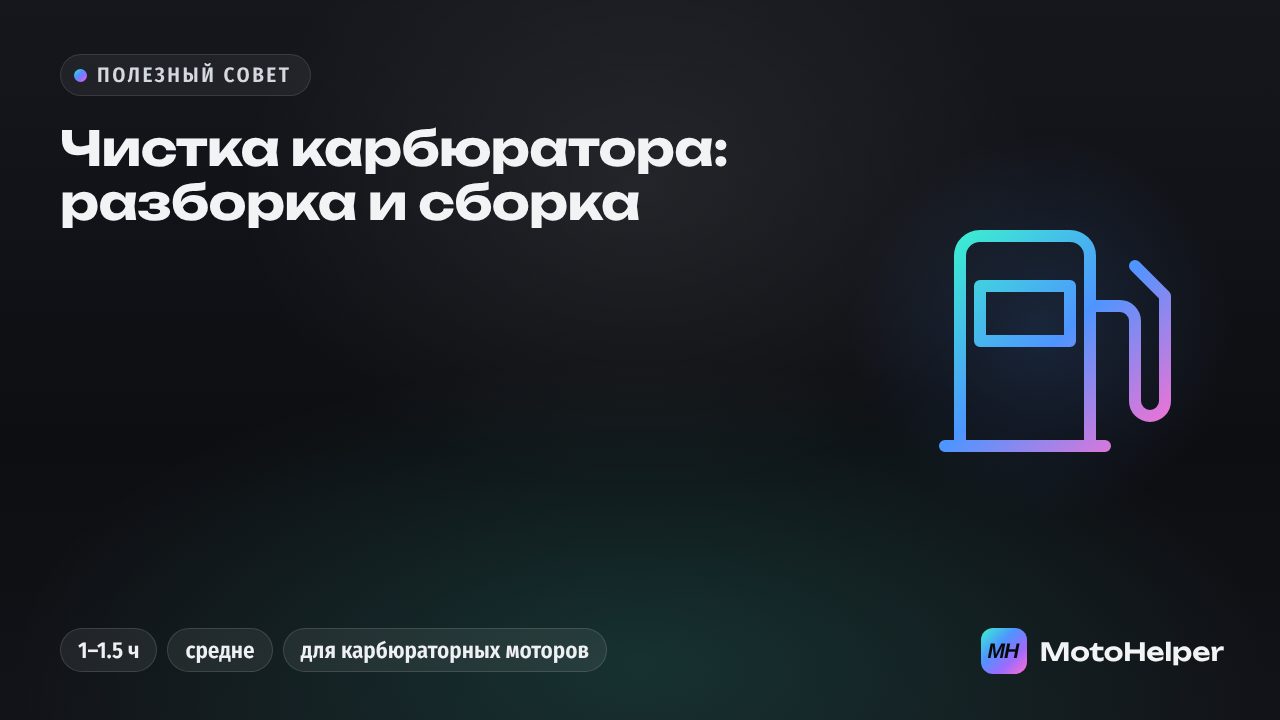 ПОЛЕЗНЫЙ СОВЕТ
Чистка карбюратора:
разборка и сборка
1–1.5 ч
средне
для карбюраторных моторов
MH
MotoHelper